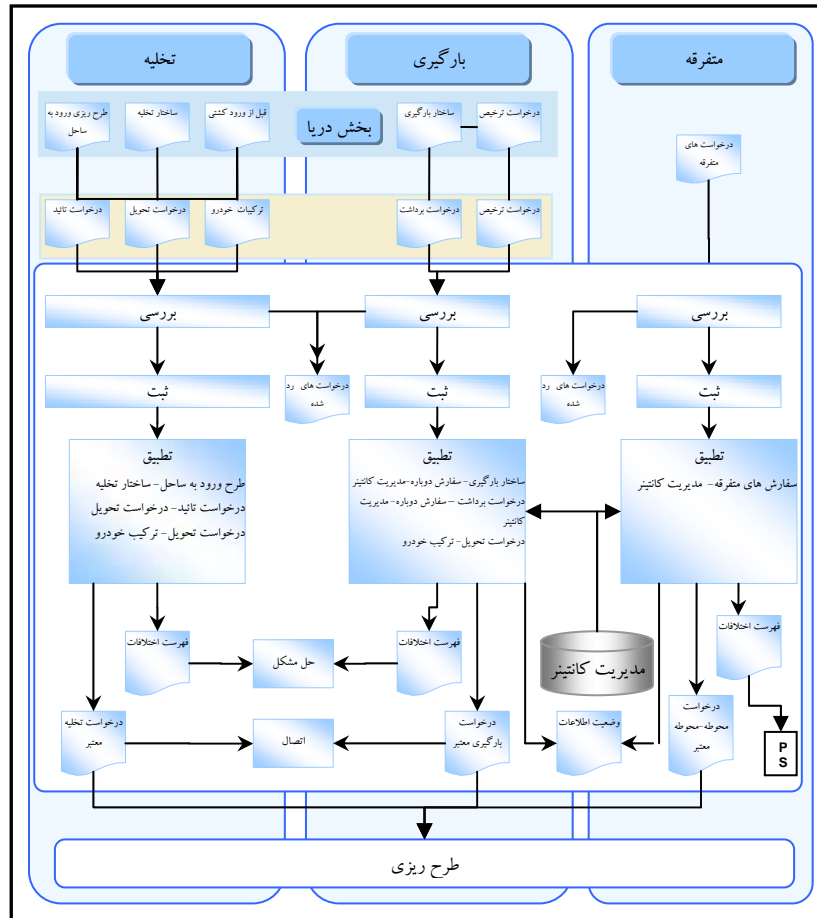 تخلیه
بارگیری
متفرقه
بخش دریا
طرح ریزی ورود به
ساحل
ساختار تخلیه
قبل از ورود کشتی
ساختار بارگیری
درخواست ترخیص
درخواست های
متفرقه
درخواست تائید
درخواست تحویل
ترکیبات خودرو
درخواست برداشت
درخواست ترخیص
بررسی
بررسی
بررسی
درخواست های رد
شده
درخواست های رد
شده
ثبت
ثبت
ثبت
تطبیق
طرح ورود به ساحل- ساختار تخلیه
درخواست تائید- درخواست تحویل
درخواست تحویل- ترکیب خودرو
تطبیق
ساختار بارگیری- سفارش دوباره-مدیریت کانتینر
درخواست برداشت – سفارش دوباره- مدیریت
کانتینر
درخواست تحویل- ترکیب خودرو
تطبیق
سفارش های متفرقه- مدیریت کانتینر
فهرست اختلافات
حل مشکل
فهرست اختلافات
مدیریت کانتینر
فهرست اختلافات
درخواست تخلیه
معتبر
اتصال
درخواست
بارگیری معتبر
وضعیت اطلاعات
درخواست
محوطه-محوطه
معتبر
P
S
طرح ریزی